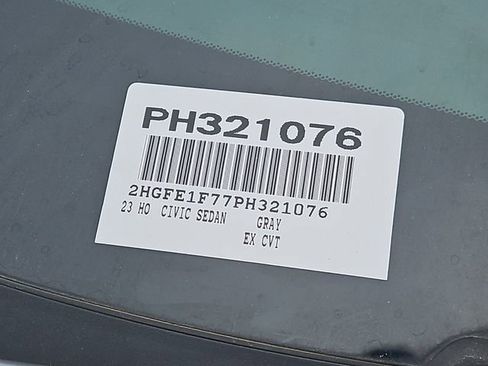 PH321076
2HGFE1F77PH321076
23 HO CIVIC SEDAN GRAY
EX CVT